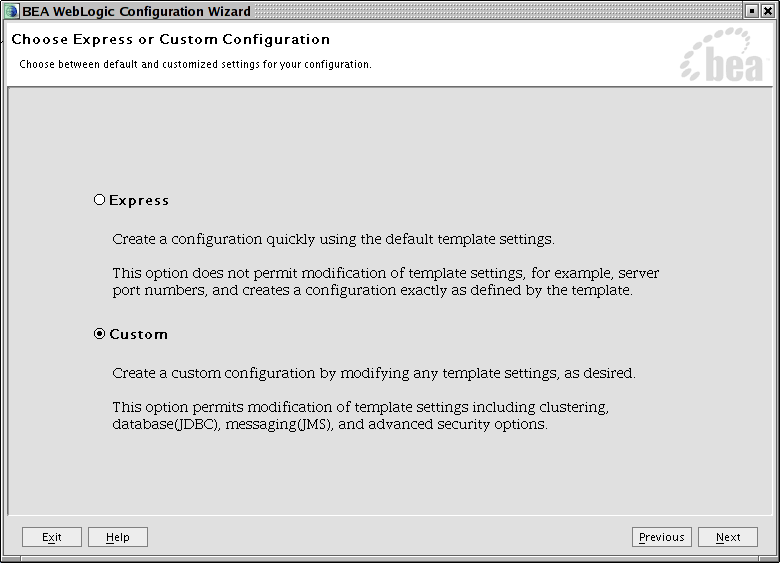 BEA WebLogic Configuration Wizard
Choose Express or Custom Configuration
Choose between default and customized settings for your configuration.
bea
Express
Create a configuration quickly using the default template settings.
This option does not permit modification of template settings, for example, server
port numbers, and creates a configuration exactly as defined by the template.
Custom
Create a custom configuration by modifying any template settings, as desired.
This option permits modification of template settings including clustering,
database(JDBC), messaging(JMS), and advanced security options.
Exit Help Previous Next